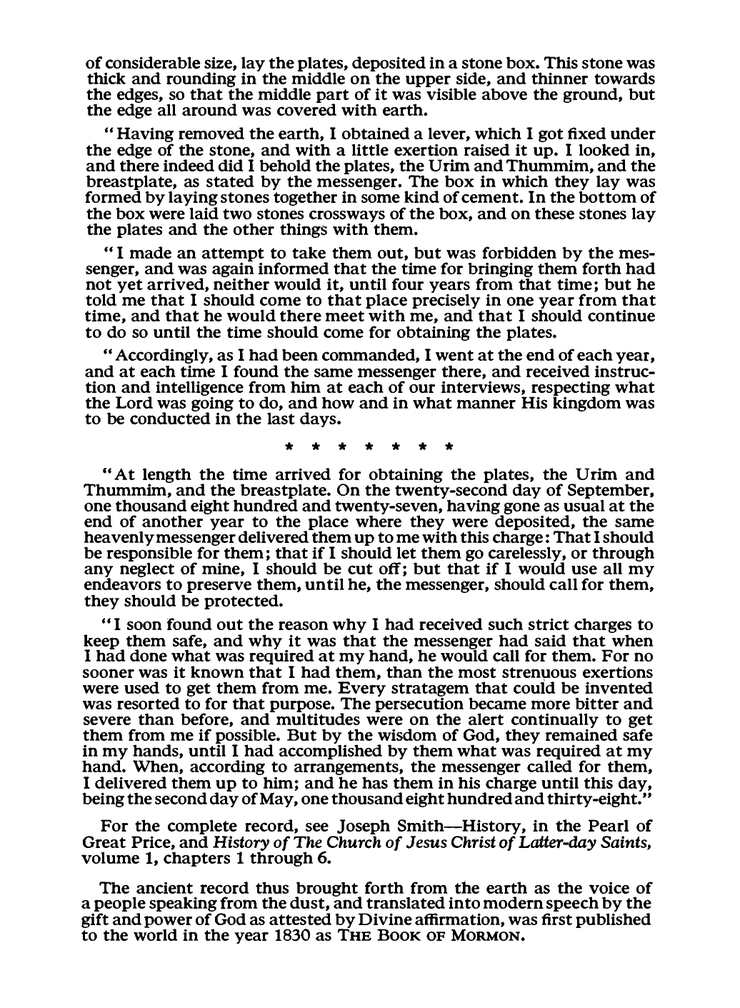 of considerable size, lay the plates, deposited in a stone box. This stone was
thick and rounding in the middle on the upper side, and thinner towards
the edges, so that the middle part of it was visible above the ground, but
the edge all around was covered with earth.
“Having removed the earth, I obtained a lever, which I got fixed under
the edge of the stone, and with a little exertion raised it up. I looked in,
and there indeed did I behold the plates, the Urim and Thummim, and the
breastplate, as stated by the messenger. The box in which they lay was
formed by laying stones together in some kind of cement. In the bottom of
the box were laid two stones crossways of the box, and on these stones lay
the plates and the other things with them.
“I made an attempt to take them out, but was forbidden by the mes-
senger, and was again informed that the time for bringing them forth had
not yet arrived, neither would it, until four years from that time; but he
told me that I should come to that place precisely in one year from that
time, and that he would there meet with me, and that I should continue
to do so until the time should come for obtaining the plates.
“Accordingly, as I had been commanded, I went at the end of each year,
and at each time I found the same messenger there, and received instruc-
tion and intelligence from him at each of our interviews, respecting what
the Lord was going to do, and how and in what manner His kingdom was
to be conducted in the last days.
* * * * * * *
“At length the time arrived for obtaining the plates, the Urim and
Thummim, and the breastplate. On the twenty-second day of September,
one thousand eight hundred and twenty-seven, having gone as usual at the
end of another year to the place where they were deposited, the same
heavenly messenger delivered them up to me with this charge: That I should
be responsible for them; that if I should let them go carelessly, or through
any neglect of mine, I should be cut off; but that if I would use all my
endeavors to preserve them, until he, the messenger, should call for them,
they should be protected.
“I soon found out the reason why I had received such strict charges to
keep them safe, and why it was that the messenger had said that when
I had done what was required at my hand, he would call for them. For no
sooner was it known that I had them, than the most strenuous exertions
were used to get them from me. Every stratagem that could be invented
was resorted to for that purpose. The persecution became more bitter and
severe than before, and multitudes were on the alert continually to get
them from me if possible. But by the wisdom of God, they remained safe
in my hands, until I had accomplished by them what was required at my
hand. When, according to arrangements, the messenger called for them,
I delivered them up to him; and he has them in his charge until this day,
being the second day of May, one thousand eight hundred and thirty-eight.”
For the complete record, see Joseph Smith—History, in the Pearl of
Great Price, and History of The Church of Jesus Christ of Latter-day Saints,
volume 1, chapters 1 through 6.
The ancient record thus brought forth from the earth as the voice of
a people speaking from the dust, and translated into modern speech by the
gift and power of God as attested by Divine affirmation, was first published
to the world in the year 1830 as THE BOOK OF MORMON.